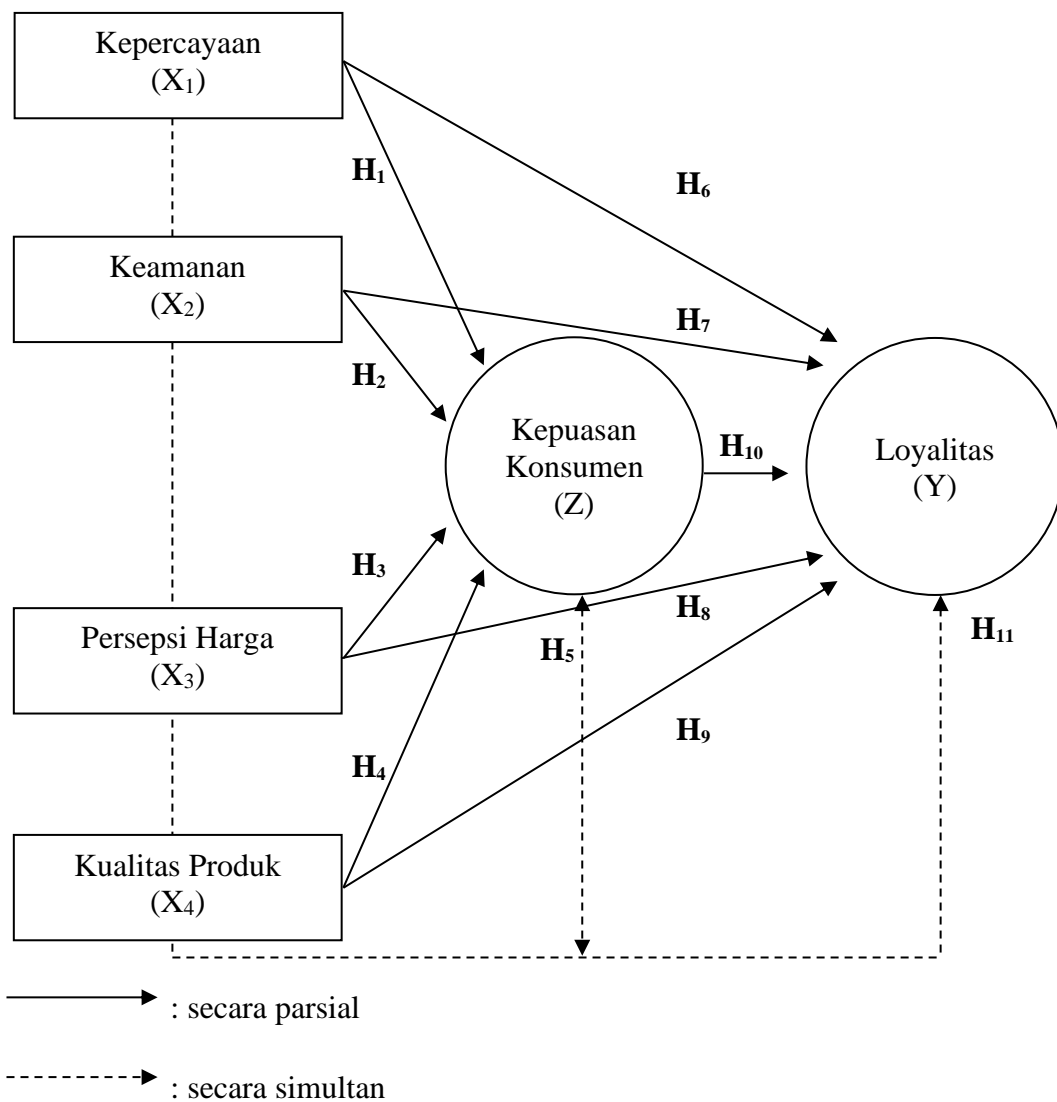 Kepercayaan
(X₁)
H₁
H₆
Keamanan
(X₂)
H₇
H₂
Kepuasan
Konsumen
(Z)
H₁₀
Loyalitas
(Y)
H₃
H₈
Persepsi Harga
(X₃)
H₅
H₁₁
H₉
H₄
Kualitas Produk
(X₄)
: secara parsial
: secara simultan